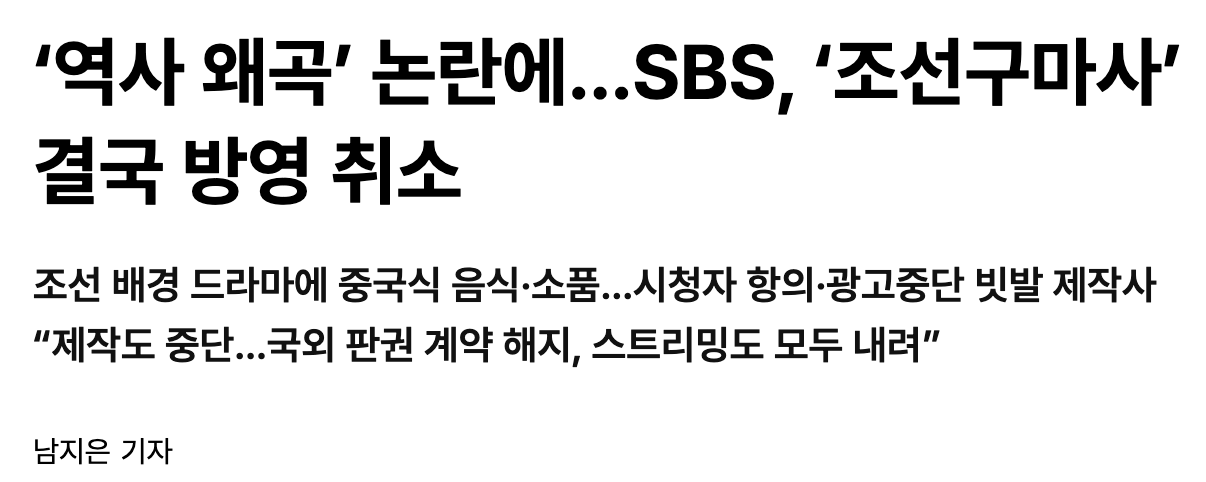 ‘역사 왜곡’ 논란에...SBS, ‘조선구마사’
결국 방영 취소
조선 배경 드라마에 중국식 음식·소품...시청자 항의·광고중단 빗발 제작사
“제작도 중단...국외 판권 계약 해지, 스트리밍도 모두 내려”
남지은 기자